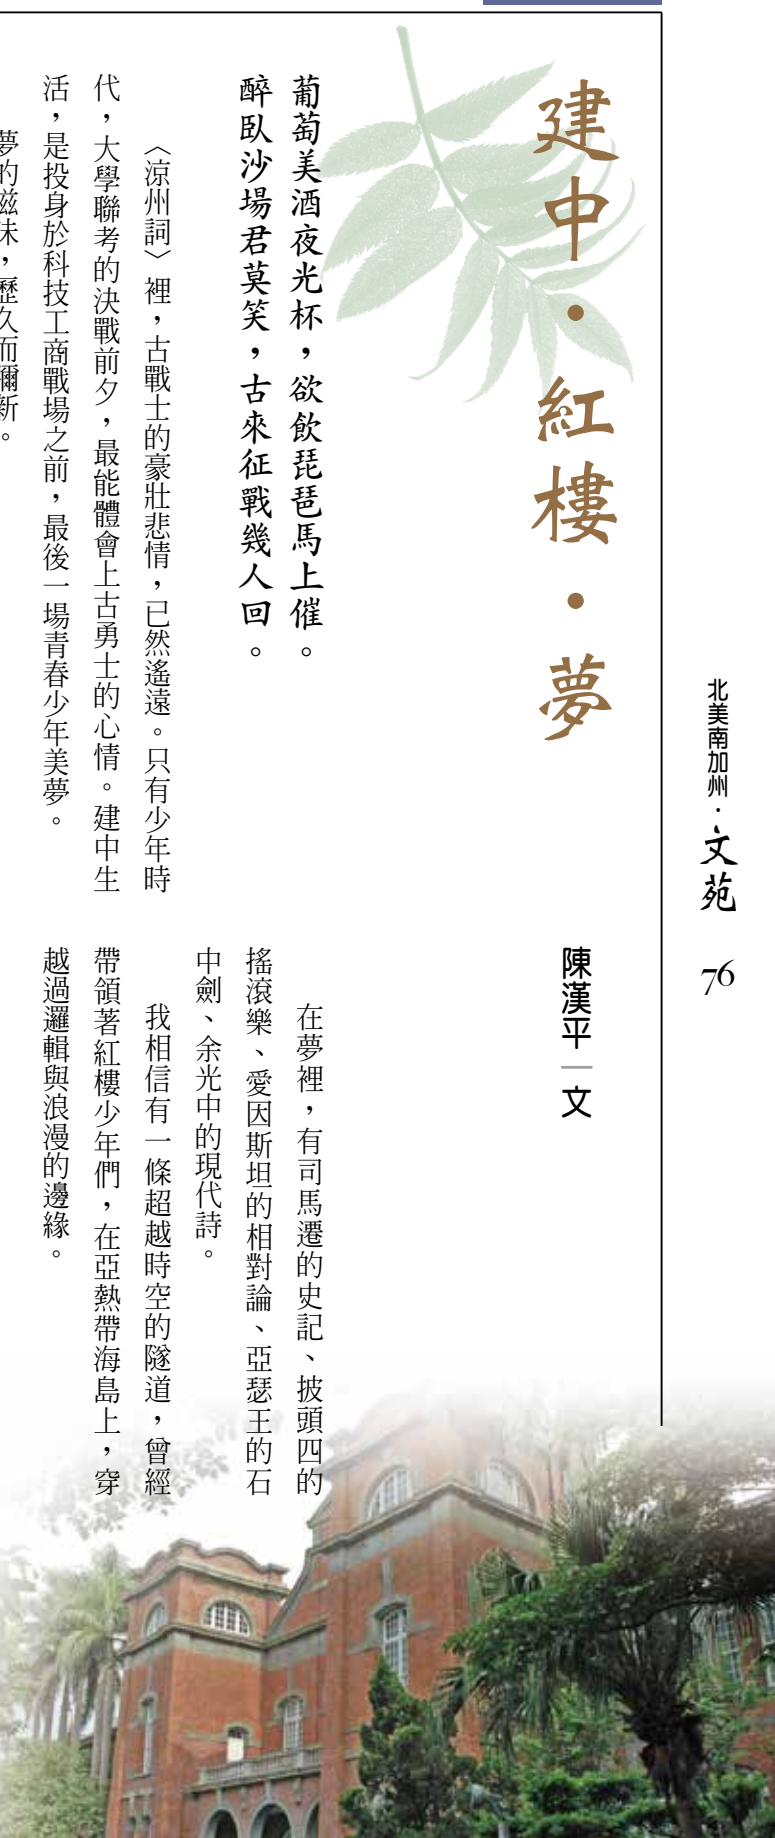 北美南加州．文苑 76
建中・紅樓・夢
陳漢平｜文
葡萄美酒夜光杯，欲飲琵琶馬上催。
醉臥沙場君莫笑，古來征戰幾人回。
〈涼州詞〉裡，古戰士的豪壯悲情，已然遙遠。只有少年時
代，大學聯考的決戰前夕，最能體會上古勇士的心情。建中生
活，是投身於科技工商戰場之前，最後一場青春少年美夢。
夢的滋味，歷久而彌新。
在夢裡，有司馬遷的史記、披頭四的
搖滾樂、愛因斯坦的相對論、亞瑟王的石
中劍、余光中的現代詩。
我相信有一條超越時空的隧道，曾經
帶領著紅樓少年們，在亞熱帶海島上，穿
越過邏輯與浪漫的邊緣。